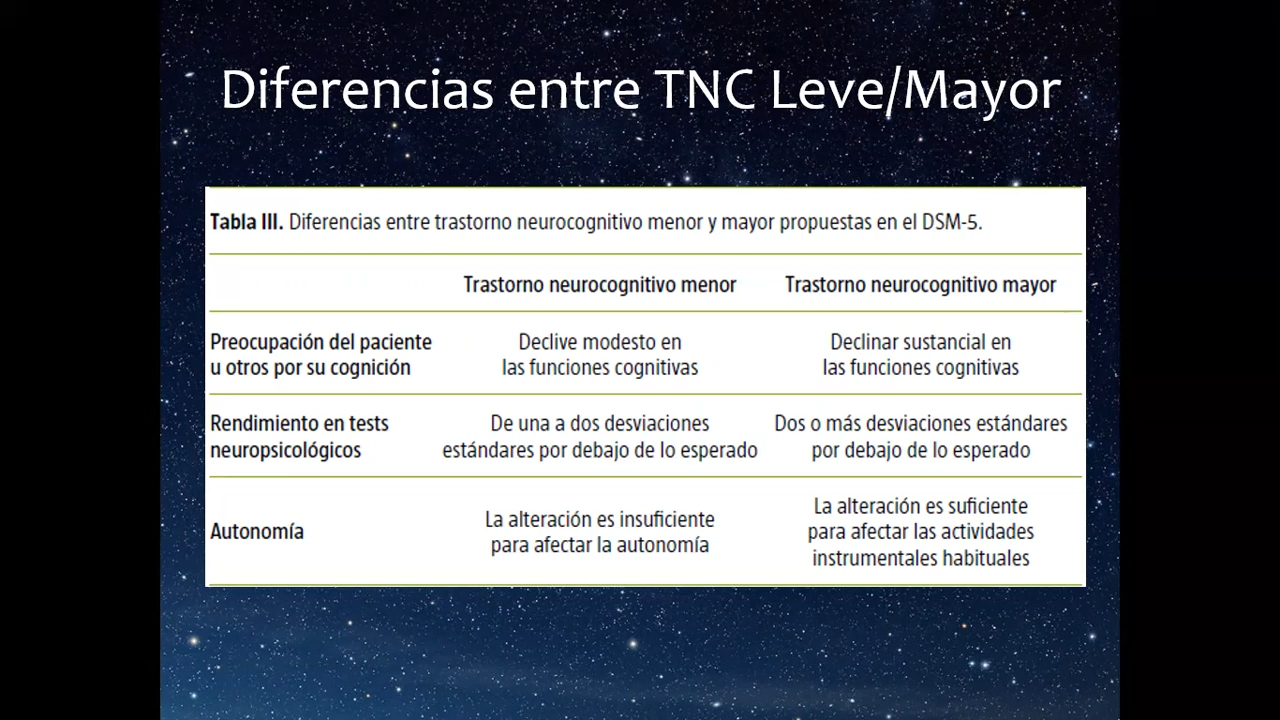 Diferencias entre TNC Leve/Mayor
Tabla III. Diferencias entre trastorno neurocognitivo menor y mayor propuestas en el DSM-5.
Trastorno neurocognitivo menor
Trastorno neurocognitivo mayor
Preocupación del paciente
u otros por su cognición
Declive modesto en
las funciones cognitivas
Declinar sustancial en
las funciones cognitivas
Rendimiento en tests
neuropsicológicos
De una a dos desviaciones
estándares por debajo de lo esperado
Dos o más desviaciones estándares
por debajo de lo esperado
Autonomía
La alteración es insuficiente
para afectar la autonomía
La alteración es suficiente
para afectar las actividades
instrumentales habituales